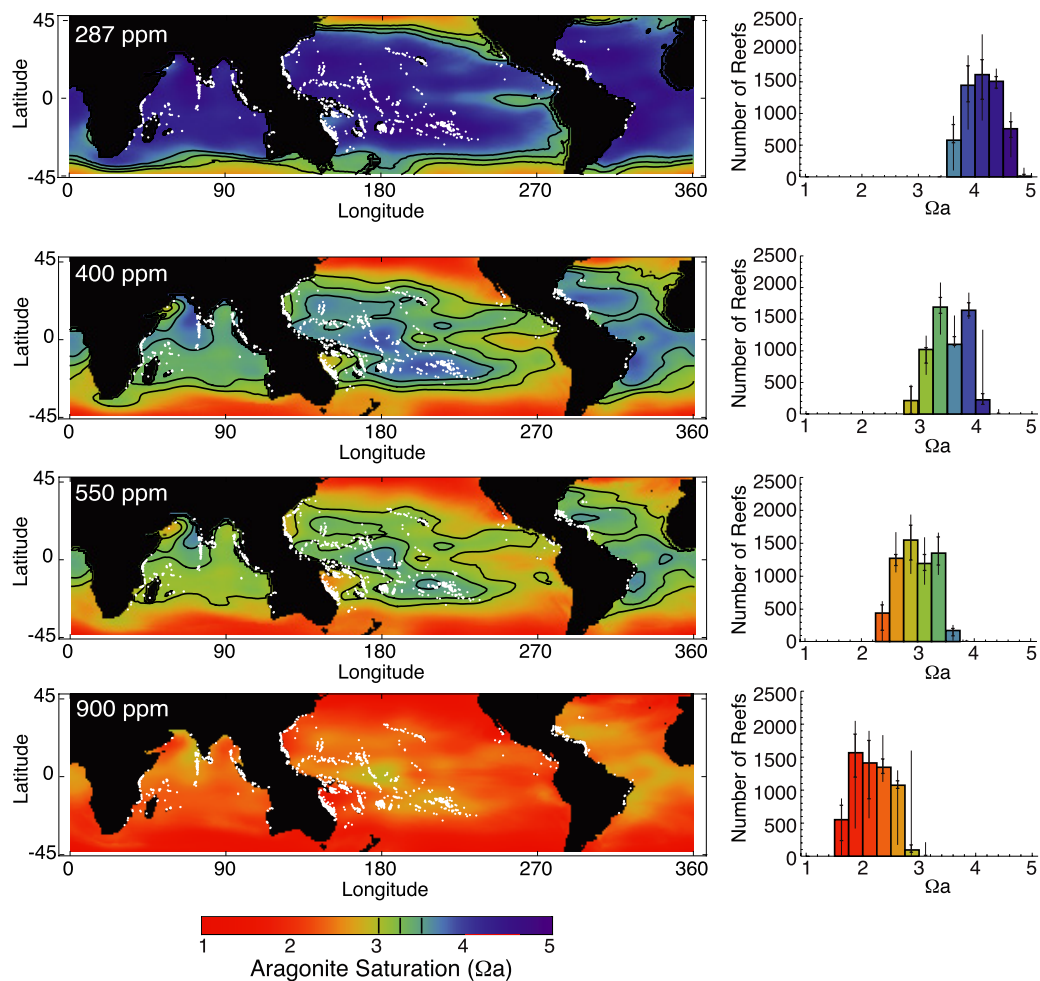 287 ppm
45
0
-45
Latitude
0 90 180 270 360
Longitude
2500
2000
1500
1000
500
0
Number of Reefs
1 2 3 4 5
Ωa
400 ppm
45
0
-45
Latitude
0 90 180 270 360
Longitude
2500
2000
1500
1000
500
0
Number of Reefs
1 2 3 4 5
Ωa
550 ppm
45
0
-45
Latitude
0 90 180 270 360
Longitude
2500
2000
1500
1000
500
0
Number of Reefs
1 2 3 4 5
Ωa
900 ppm
45
0
-45
Latitude
0 90 180 270 360
Longitude
2500
2000
1500
1000
500
0
Number of Reefs
1 2 3 4 5
Ωa
1 2 3 4 5
Aragonite Saturation (Ωa)